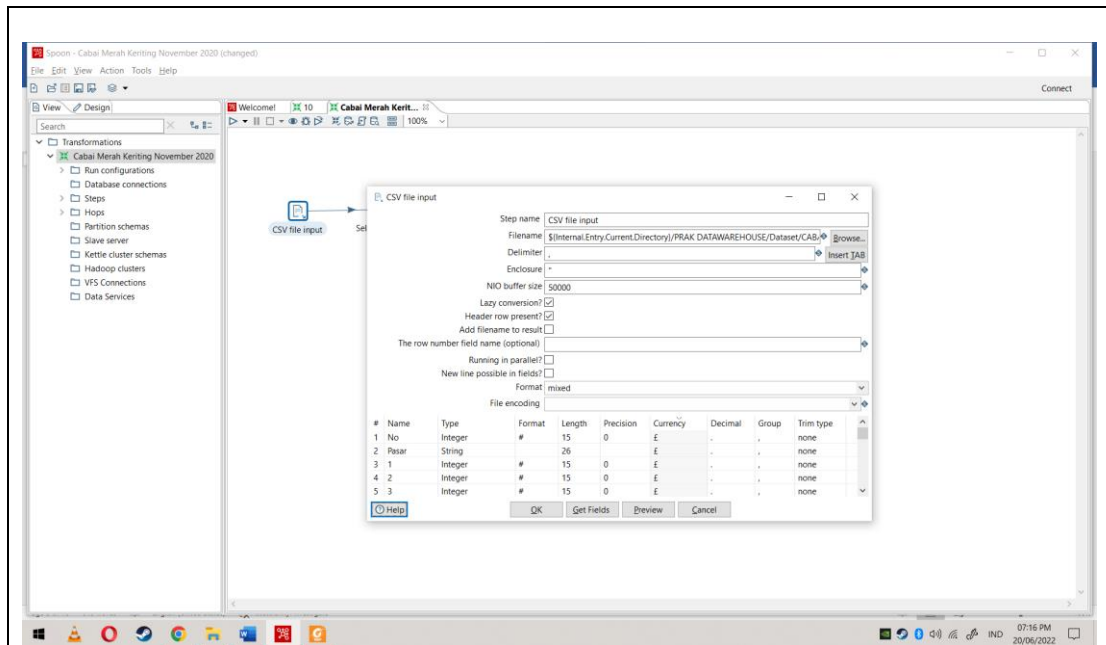 Spoon - Cabai Merah Keriting November 2020 (changed)
File Edit View Action Tools Help
Connect
View Design
Welcome! 10 Cabai Merah Kerit...
Search
100%
Transformations
Cabai Merah Keriting November 2020
Run configurations
Database connections
Steps
Hops
Partition schemas
Slave server
Kettle cluster schemas
Hadoop clusters
VFS Connections
Data Services
CSV file input
Sel
CSV file input
Step name CSV file input
Filename ${Internal.Entry.Current.Directory}/PRAK DATAWAREHOUSE/Dataset/CAB Browse...
Delimiter , Insert TAB
Enclosure "
NIO buffer size 50000
Lazy conversion?
Header row present?
Add filename to result
The row number field name (optional)
Running in parallel?
New line possible in fields?
Format mixed
File encoding
# Name Type Format Length Precision Currency Decimal Group Trim type
1 No Integer # 15 0 £ . , none
2 Pasar String 26 £ . , none
3 1 Integer # 15 0 £ . , none
4 2 Integer # 15 0 £ . , none
5 3 Integer # 15 0 £ . , none
Help OK Get Fields Preview Cancel
IND
07:16 PM
20/06/2022